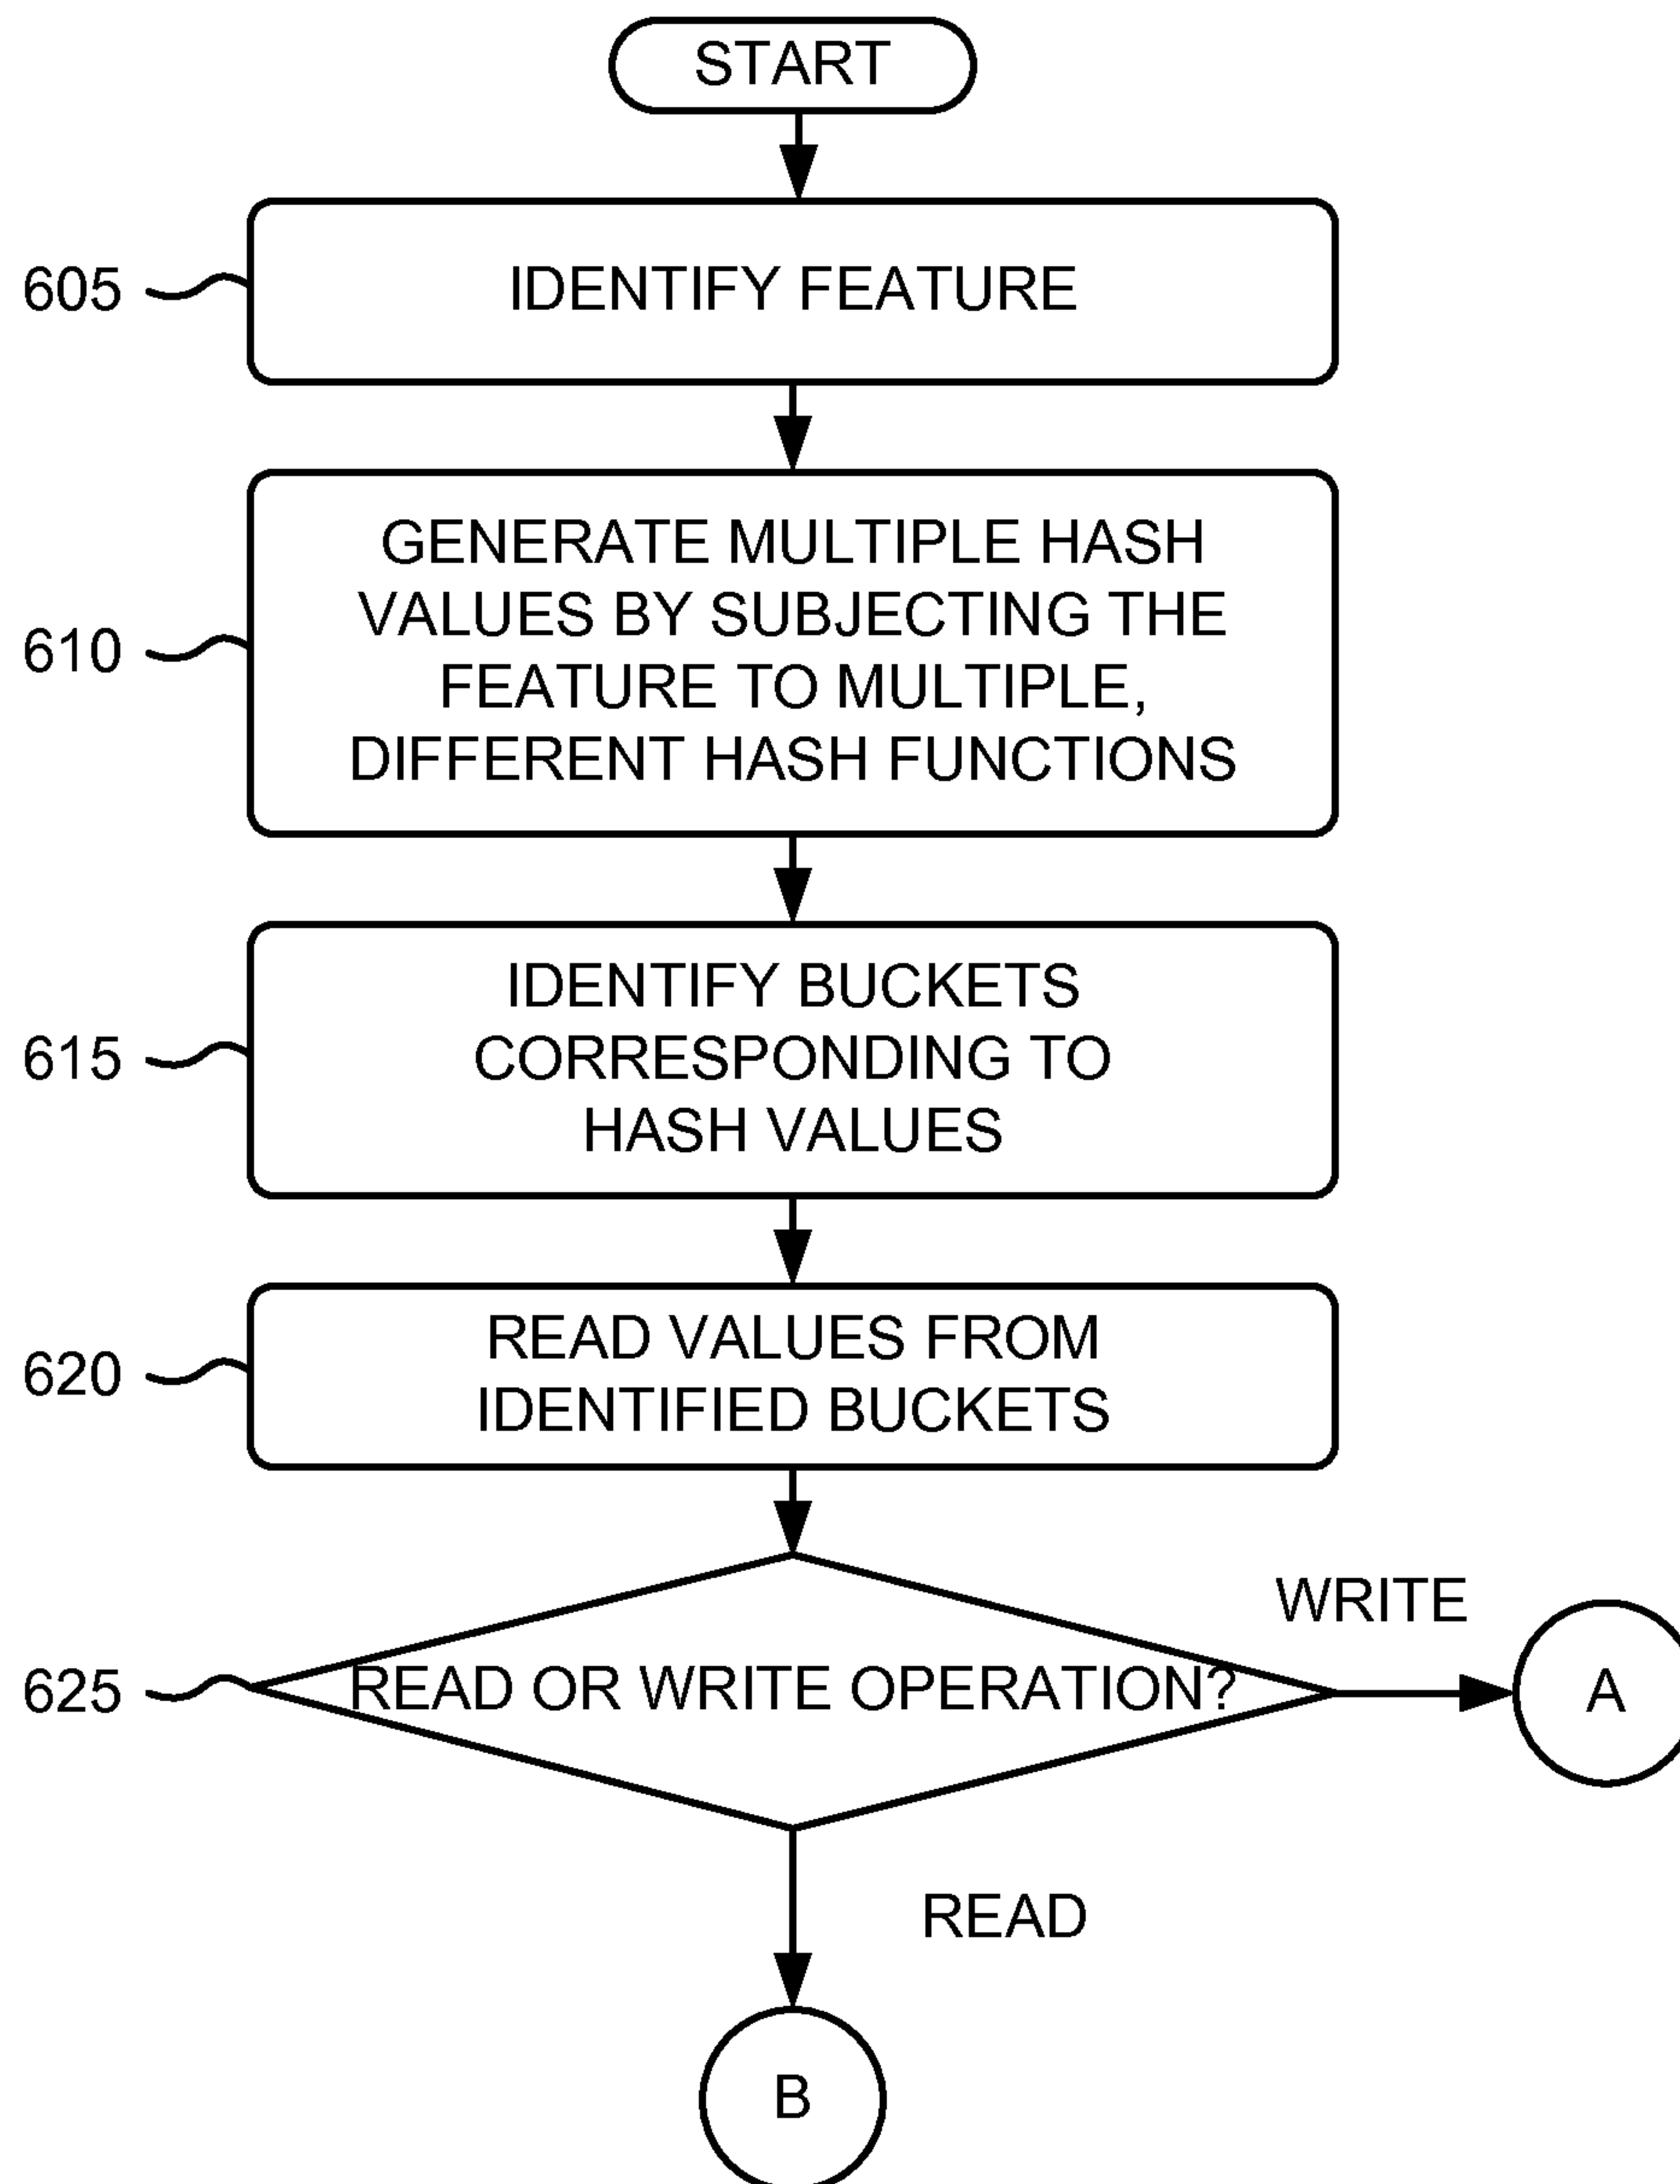 START
605
IDENTIFY FEATURE
610
GENERATE MULTIPLE HASH
VALUES BY SUBJECTING THE
FEATURE TO MULTIPLE,
DIFFERENT HASH FUNCTIONS
615
IDENTIFY BUCKETS
CORRESPONDING TO
HASH VALUES
620
READ VALUES FROM
IDENTIFIED BUCKETS
WRITE
625
READ OR WRITE OPERATION?
A
READ
B